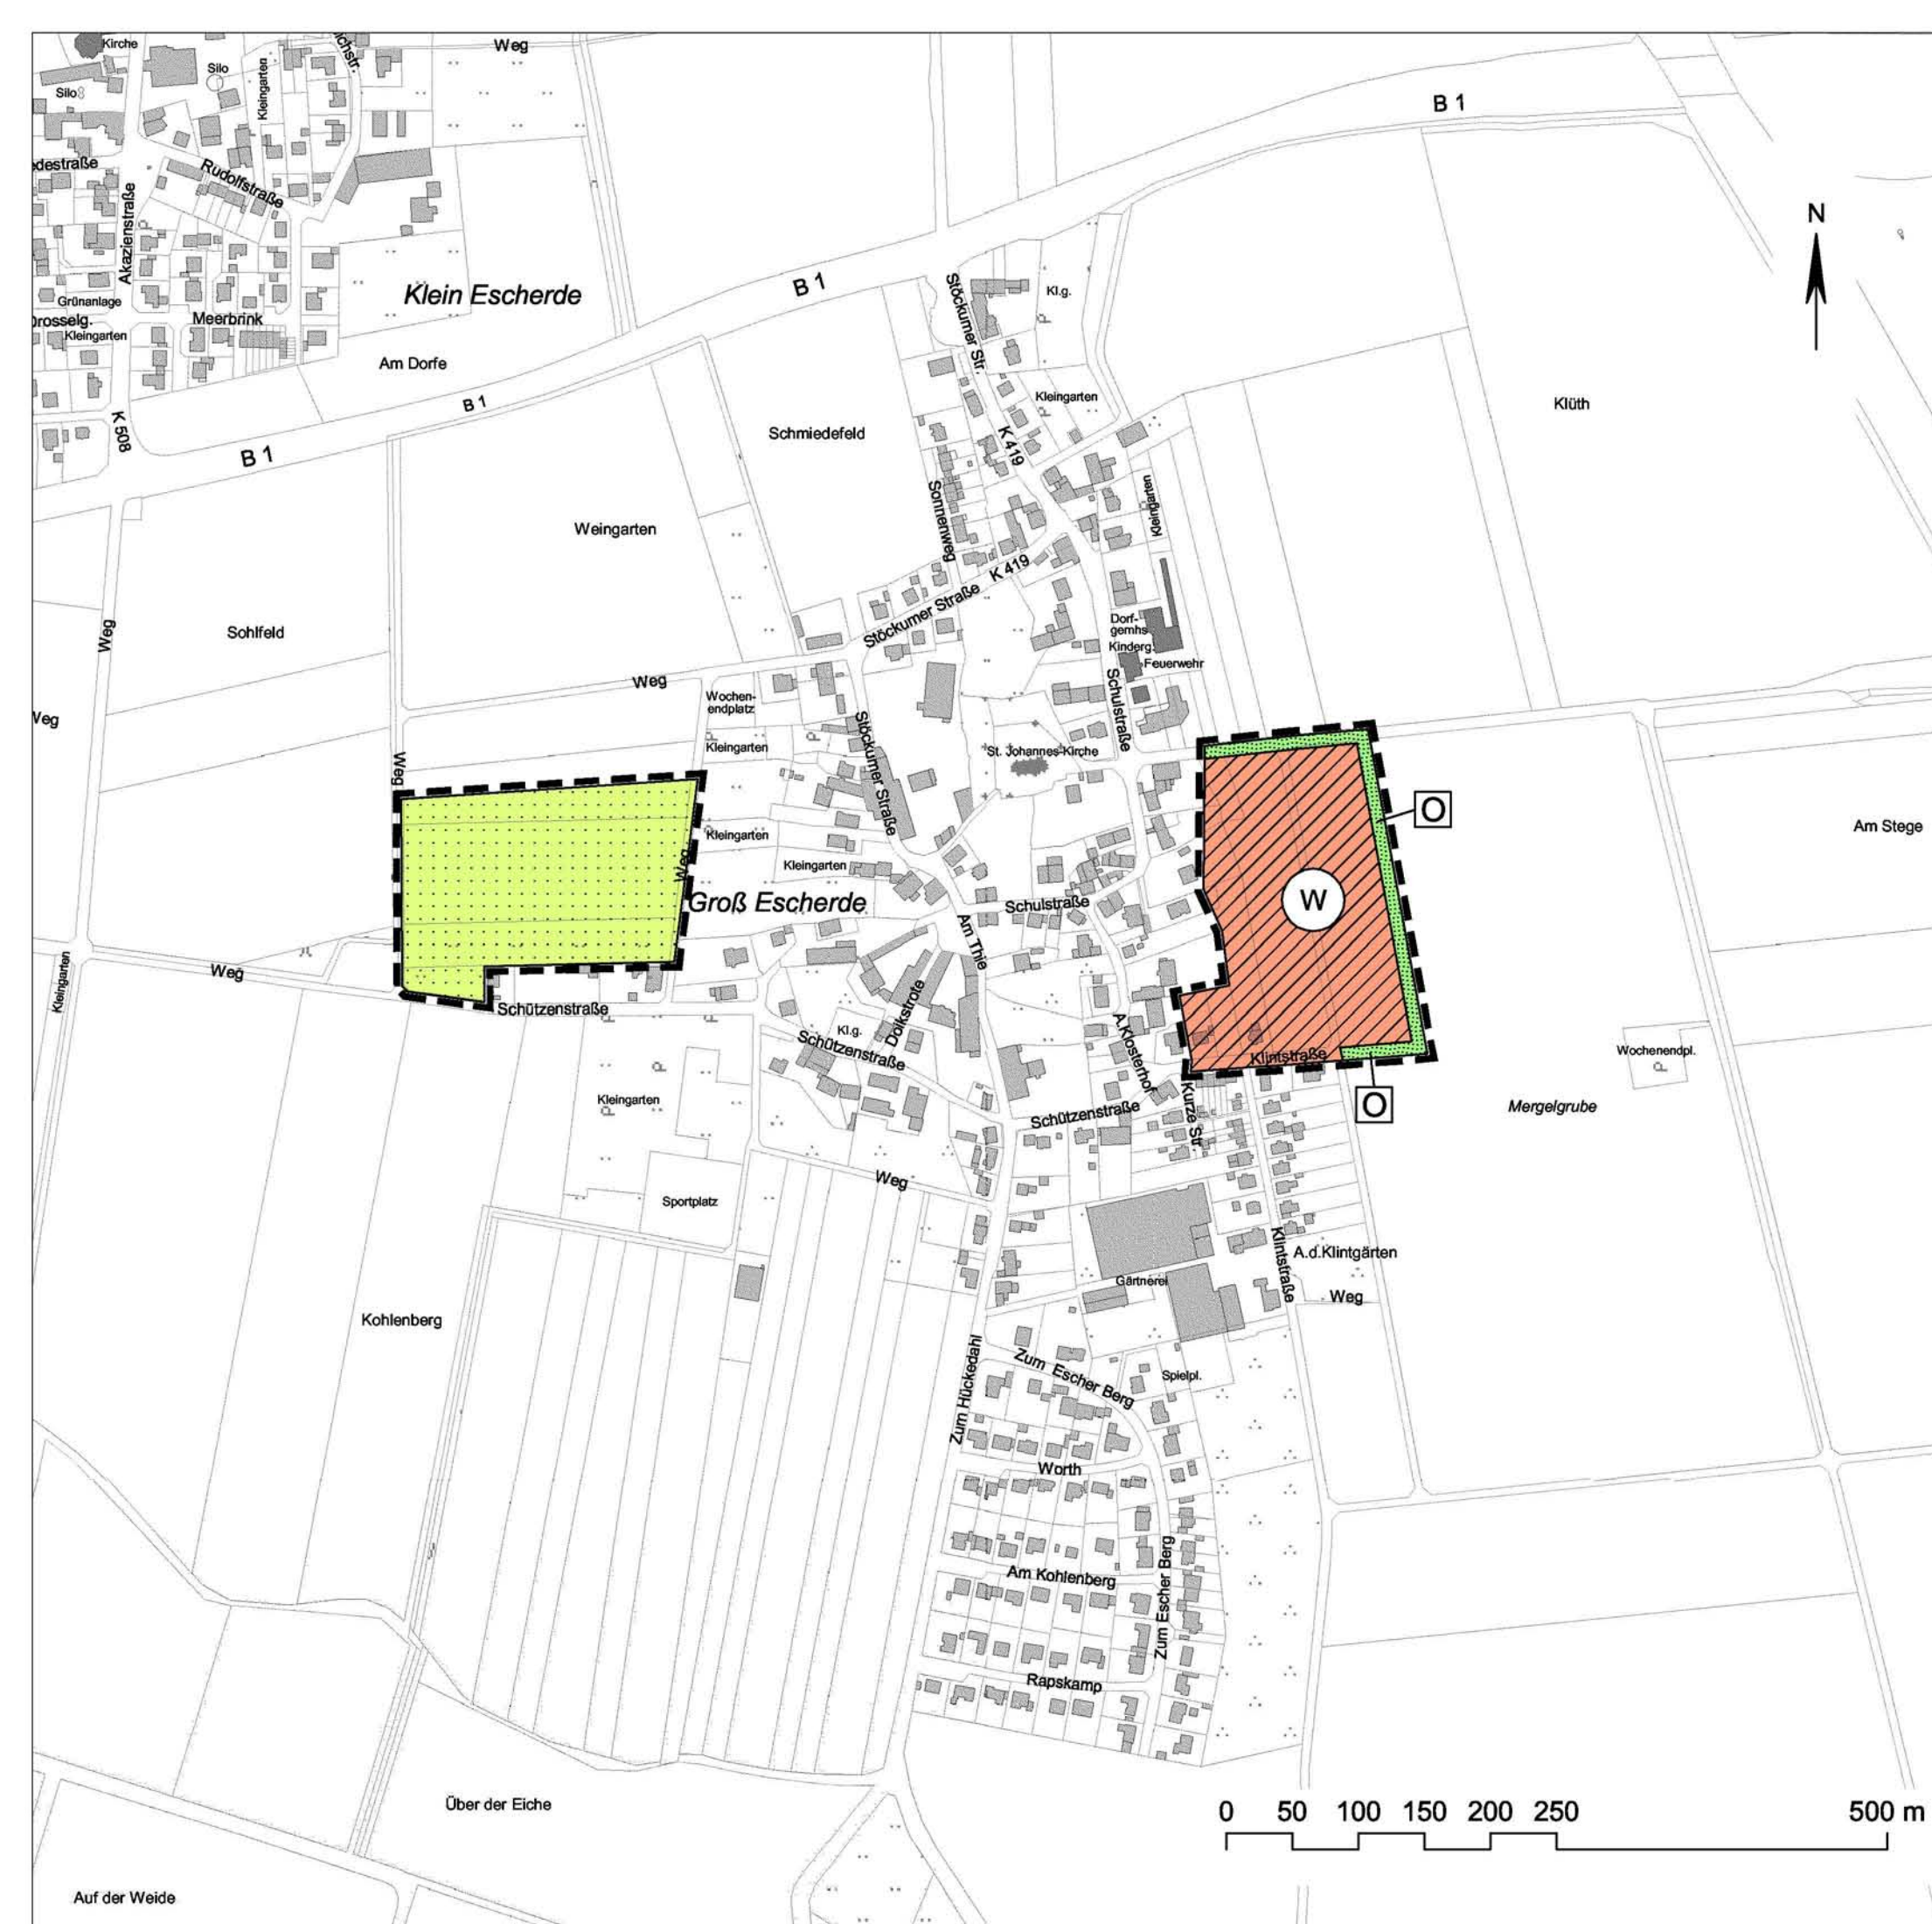 Kirche
Weg
Silo
Kleingarten
Silo
B 1
Rudolfstraße
Akazienstraße
N
Klein Escherde
B 1
Stöckumer Str.
Kl.g.
Grünanlage
Meerbrink
Kleingarten
Am Dorfe
Kleingarten
Klüth
B 1
K 508
Schmiedefeld
K 419
B 1
Sonnenweg
Kleingarten
Weingarten
K 419
Stöckumer Straße
Dorf-
gemhs
Sohlfeld
Weg
Kinderg.
Feuerwehr
Weg
Wochen-
endplatz
Schulstraße
Stöckumer Straße
Kleingarten
St. Johannes-Kirche
Weg
O
Am Stege
Kleingarten
Weg
Kleingarten
W
Groß Escherde
Schulstraße
Am Thie
Weg
Kleingarten
Schützenstraße
Dolkstrote
Kl.g.
Schützenstraße
A.Klosterhof
Klintstraße
Wochenendpl.
Kleingarten
Schützenstraße
Kurze Str.
O
Mergelgrube
Weg
Sportplatz
Klintstraße
A.d.Klintgärten
Gärtnerei
Weg
Kohlenberg
Zum Hückedahl
Zum Escher Berg
Spielpl.
Worth
Am Kohlenberg
Zum Escher Berg
Rapskamp
Über der Eiche
0 50 100 150 200 250 500 m
Auf der Weide